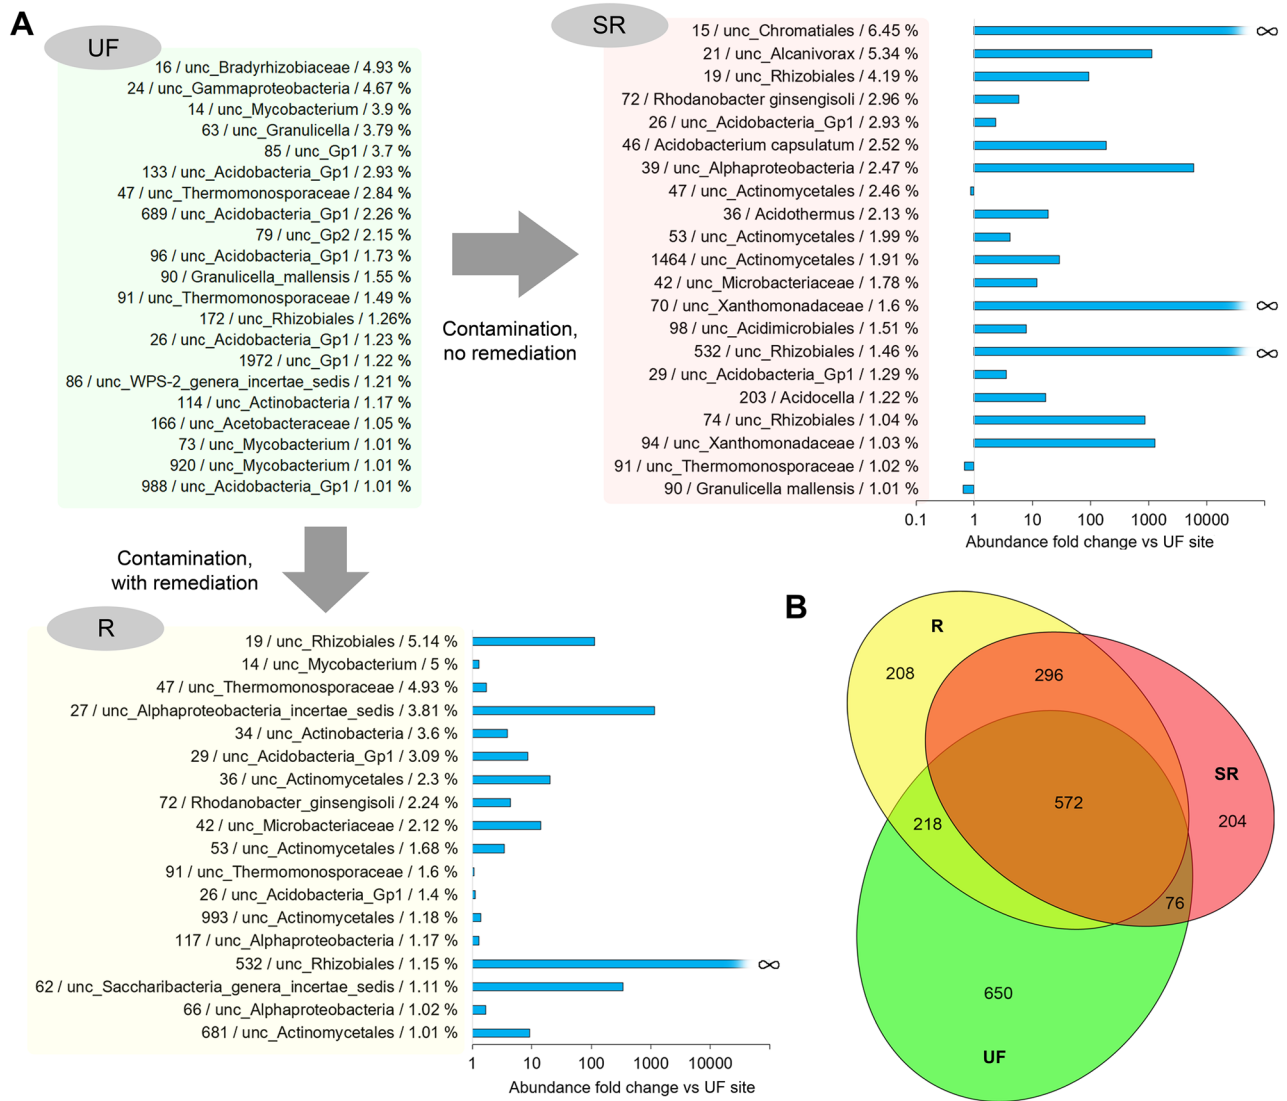 A
UF
16 / unc_Bradyrhizobiaceae / 4.93 %
24 / unc_Gammaproteobacteria / 4.67 %
14 / unc_Mycobacterium / 3.9 %
63 / unc_Granulicella / 3.79 %
85 / unc_Gp1 / 3.7 %
133 / unc_Acidobacteria_Gp1 / 2.93 %
47 / unc_Thermomonosporaceae / 2.84 %
689 / unc_Acidobacteria_Gp1 / 2.26 %
79 / unc_Gp2 / 2.15 %
96 / unc_Acidobacteria_Gp1 / 1.73 %
90 / Granulicella_mallensis / 1.55 %
91 / unc_Thermomonosporaceae / 1.49 %
172 / unc_Rhizobiales / 1.26%
26 / unc_Acidobacteria_Gp1 / 1.23 %
1972 / unc_Gp1 / 1.22 %
86 / unc_WPS-2_genera_incertae_sedis / 1.21 %
114 / unc_Actinobacteria / 1.17 %
166 / unc_Acetobacteraceae / 1.05 %
73 / unc_Mycobacterium / 1.01 %
920 / unc_Mycobacterium / 1.01 %
988 / unc_Acidobacteria_Gp1 / 1.01 %
Contamination,
no remediation
SR
15 / unc_Chromatiales / 6.45 % ∞
21 / unc_Alcanivorax / 5.34 %
19 / unc_Rhizobiales / 4.19 %
72 / Rhodanobacter ginsengisoli / 2.96 %
26 / unc_Acidobacteria_Gp1 / 2.93 %
46 / Acidobacterium capsulatum / 2.52 %
39 / unc_Alphaproteobacteria / 2.47 %
47 / unc_Actinomycetales / 2.46 %
36 / Acidothermus / 2.13 %
53 / unc_Actinomycetales / 1.99 %
1464 / unc_Actinomycetales / 1.91 %
42 / unc_Microbacteriaceae / 1.78 %
70 / unc_Xanthomonadaceae / 1.6 % ∞
98 / unc_Acidimicrobiales / 1.51 %
532 / unc_Rhizobiales / 1.46 % ∞
29 / unc_Acidobacteria_Gp1 / 1.29 %
203 / Acidocella / 1.22 %
74 / unc_Rhizobiales / 1.04 %
94 / unc_Xanthomonadaceae / 1.03 %
91 / unc_Thermomonosporaceae / 1.02 %
90 / Granulicella mallensis / 1.01 %
0.1 1 10 100 1000 10000
Abundance fold change vs UF site
Contamination,
with remediation
R
19 / unc_Rhizobiales / 5.14 %
14 / unc_Mycobacterium / 5 %
47 / unc_Thermomonosporaceae / 4.93 %
27 / unc_Alphaproteobacteria_incertae_sedis / 3.81 %
34 / unc_Actinobacteria / 3.6 %
29 / unc_Acidobacteria_Gp1 / 3.09 %
36 / unc_Actinomycetales / 2.3 %
72 / Rhodanobacter_ginsengisoli / 2.24 %
42 / unc_Microbacteriaceae / 2.12 %
53 / unc_Actinomycetales / 1.68 %
91 / unc_Thermomonosporaceae / 1.6 %
26 / unc_Acidobacteria_Gp1 / 1.4 %
993 / unc_Actinomycetales / 1.18 %
117 / unc_Alphaproteobacteria / 1.17 %
532 / unc_Rhizobiales / 1.15 % ∞
62 / unc_Saccharibacteria_genera_incertae_sedis / 1.11 %
66 / unc_Alphaproteobacteria / 1.02 %
681 / unc_Actinomycetales / 1.01 %
1 10 100 1000 10000
Abundance fold change vs UF site
B
R
208
296
SR
572
218
204
76
650
UF